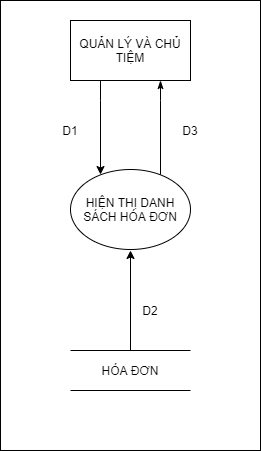 QUẢN LÝ VÀ CHỦ
TIỆM
D1
D3
HIỆN THỊ DANH
SÁCH HÓA ĐƠN
D2
HÓA ĐƠN